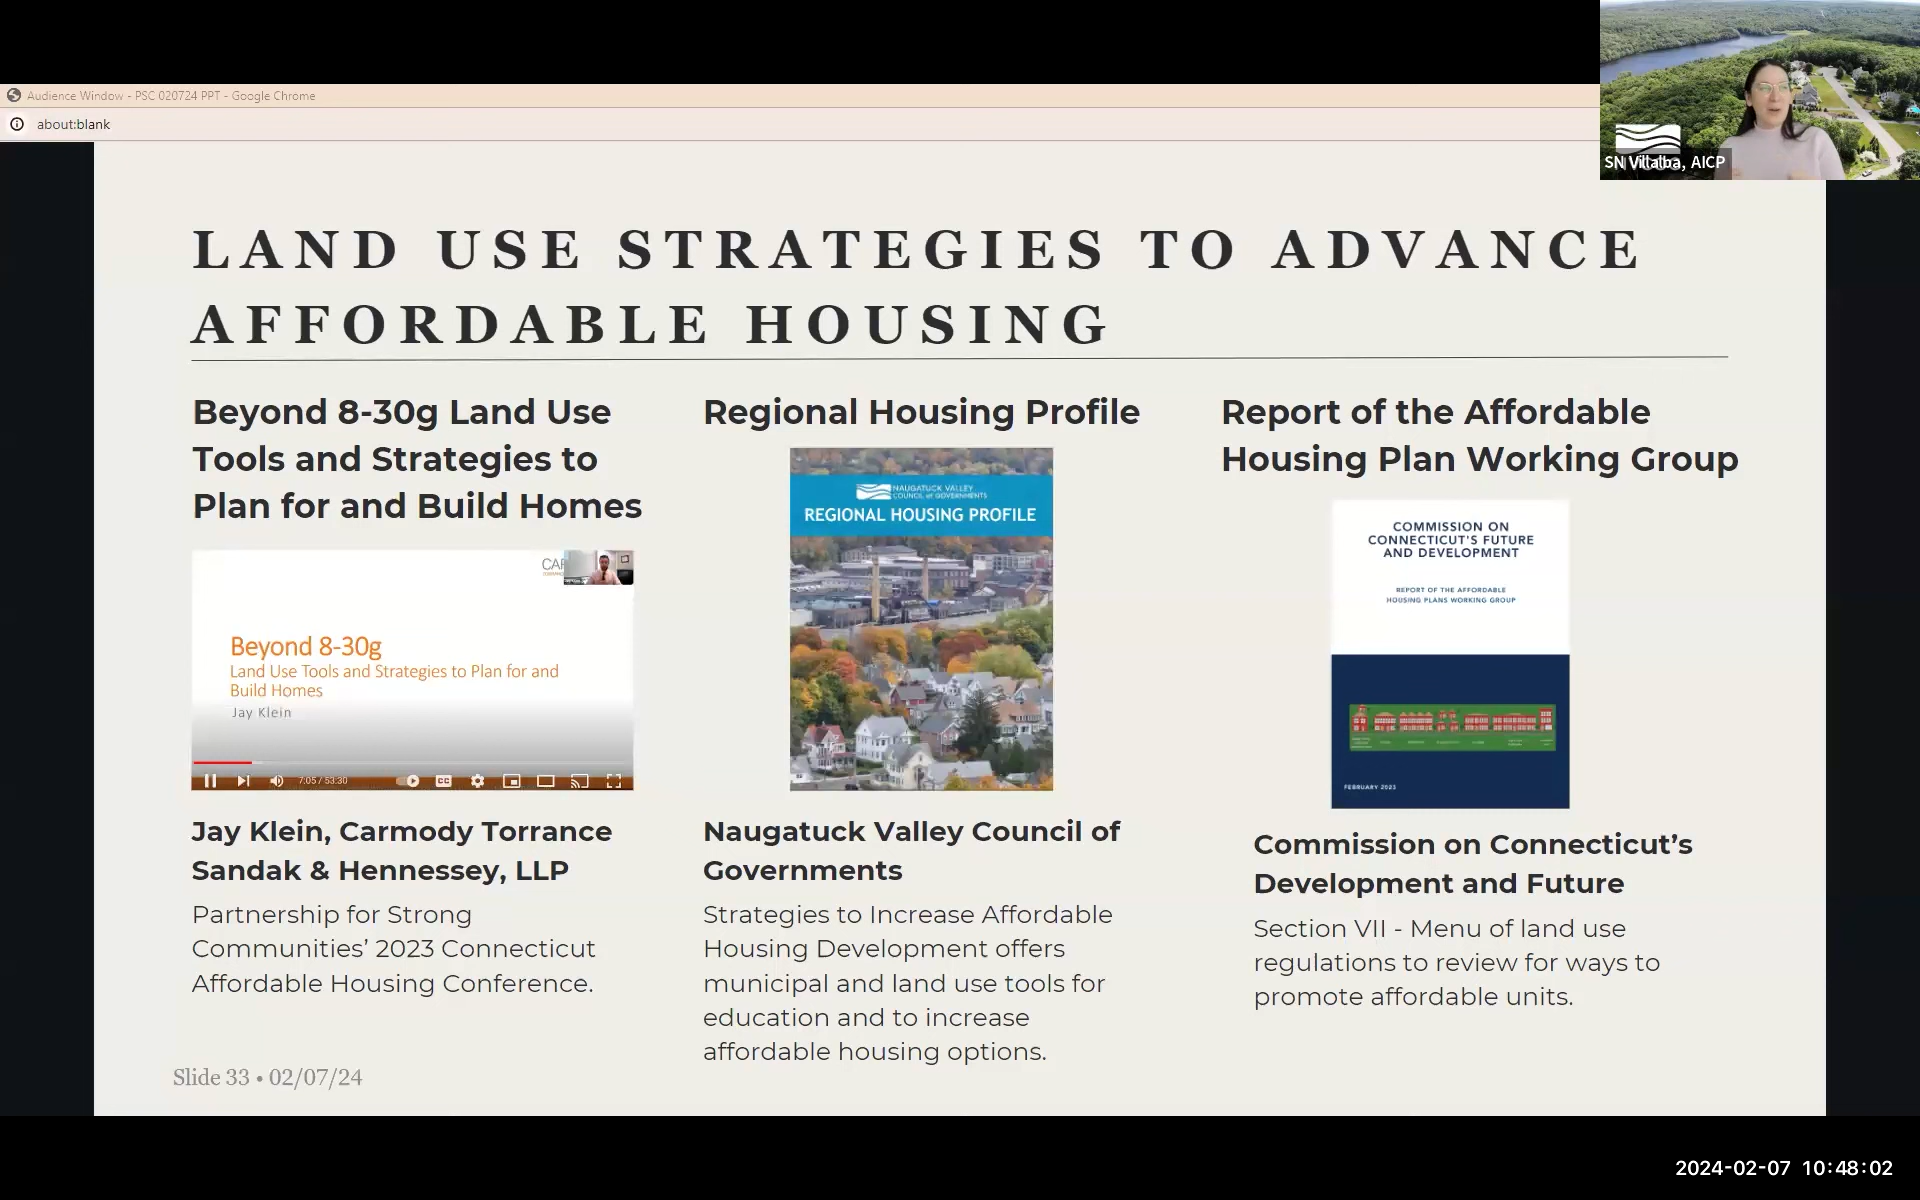 Audience Window - PSC 020724 PPT - Google Chrome
about:blank
SN Villalba, AICP
LAND USE STRATEGIES TO ADVANCE
AFFORDABLE HOUSING
Beyond 8-30g Land Use
Tools and Strategies to
Plan for and Build Homes
Beyond 8-30g
Land Use Tools and Strategies to Plan for and
Build Homes
Jay Klein
7:05 / 53:30
CC
Jay Klein, Carmody Torrance
Sandak & Hennessey, LLP
Partnership for Strong
Communities’ 2023 Connecticut
Affordable Housing Conference.
Regional Housing Profile
NAUGATUCK VALLEY
COUNCIL of GOVERNMENTS
REGIONAL HOUSING PROFILE
Naugatuck Valley Council of
Governments
Strategies to Increase Affordable
Housing Development offers
municipal and land use tools for
education and to increase
affordable housing options.
Report of the Affordable
Housing Plan Working Group
COMMISSION ON
CONNECTICUT'S FUTURE
AND DEVELOPMENT
REPORT OF THE AFFORDABLE
HOUSING PLANS WORKING GROUP
FEBRUARY 2023
Commission on Connecticut’s
Development and Future
Section VII - Menu of land use
regulations to review for ways to
promote affordable units.
Slide 33 • 02/07/24
2024-02-07 10:48:02